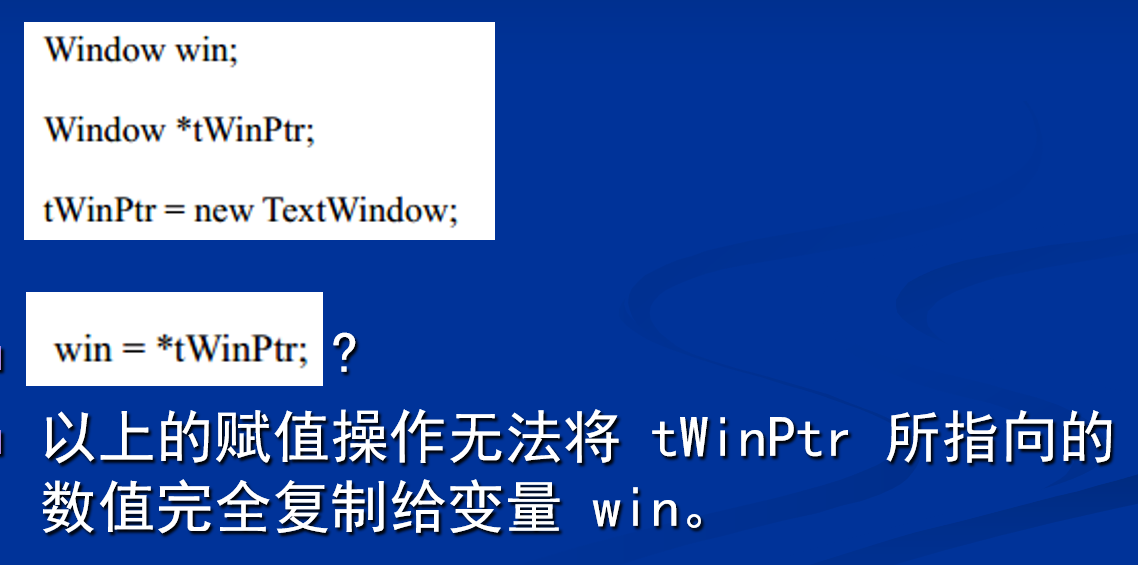 Window win;
Window *tWinPtr;
tWinPtr = new TextWindow;
win = *tWinPtr; ?
以上的赋值操作无法将 tWinPtr 所指向的
数值完全复制给变量 win。